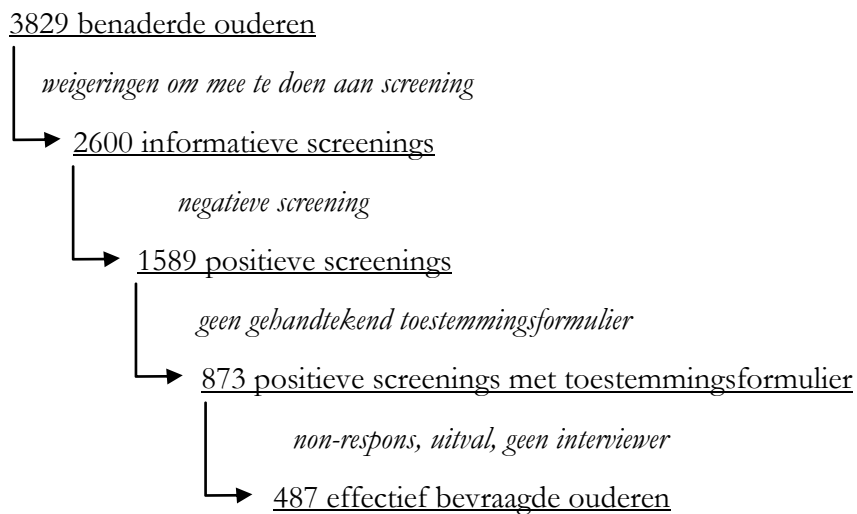 3829 benaderde ouderen
weigeringen om mee te doen aan screening
2600 informatieve screenings
negatieve screening
1589 positieve screenings
geen gehandtekend toestemmingsformulier
873 positieve screenings met toestemmingsformulier
non-respons, uitval, geen interviewer
487 effectief bevraagde ouderen